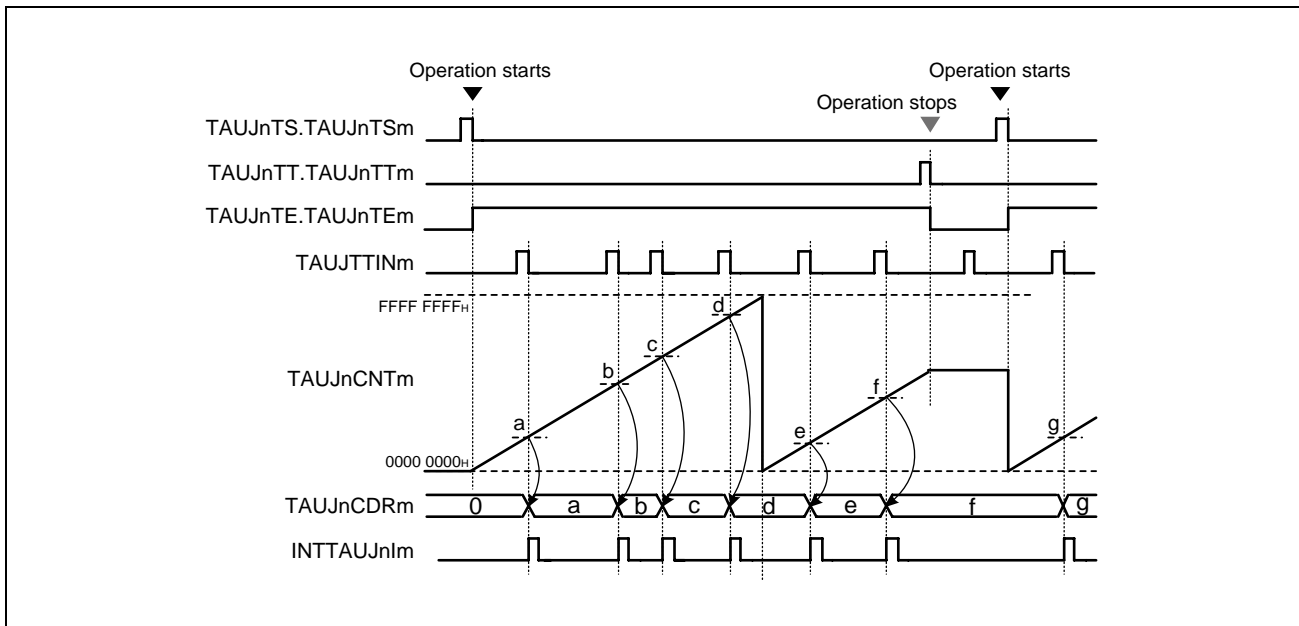 Operation starts
Operation starts
Operation stops
TAUJnTS.TAUJnTSm
TAUJnTT.TAUJnTTm
TAUJnTE.TAUJnTEm
TAUJTTINm
FFFF FFFFH
d
c
TAUJnCNTm
b
f
a
e
g
0000 0000H
TAUJnCDRm
0 a b c d e f g
INTTAUJnIm